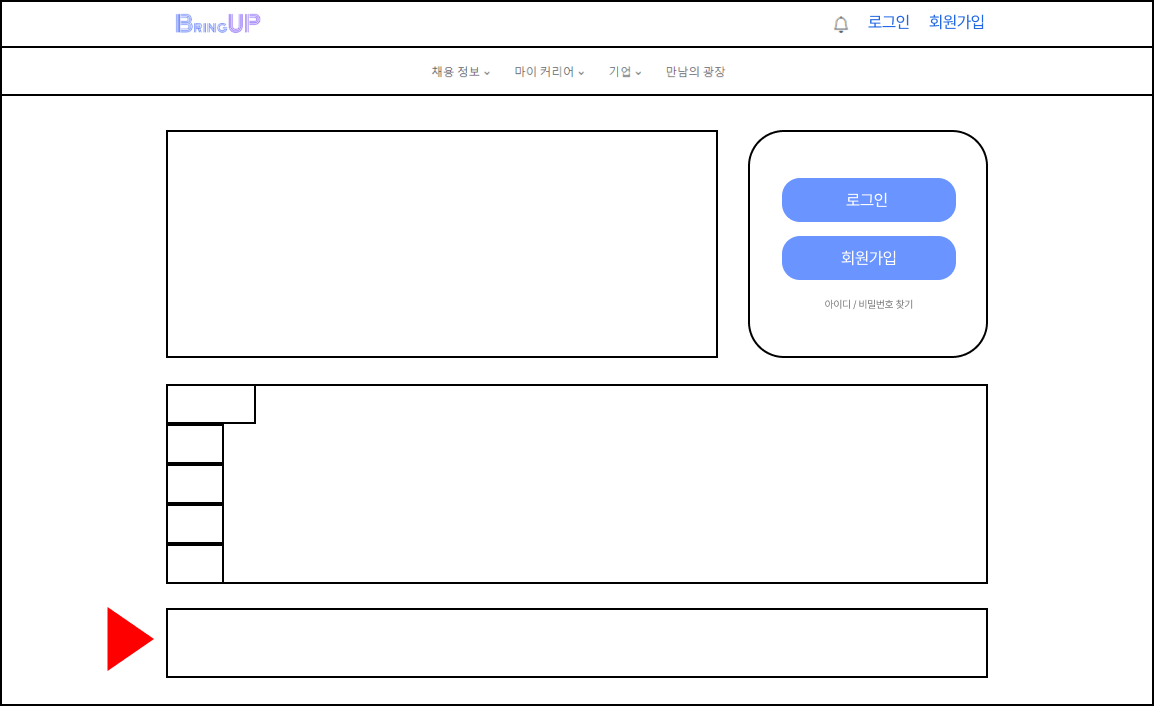 BRINGUP
로그인 회원가입
채용 정보 마이 커리어 기업 만남의 광장
로그인
회원가입
아이디 / 비밀번호 찾기